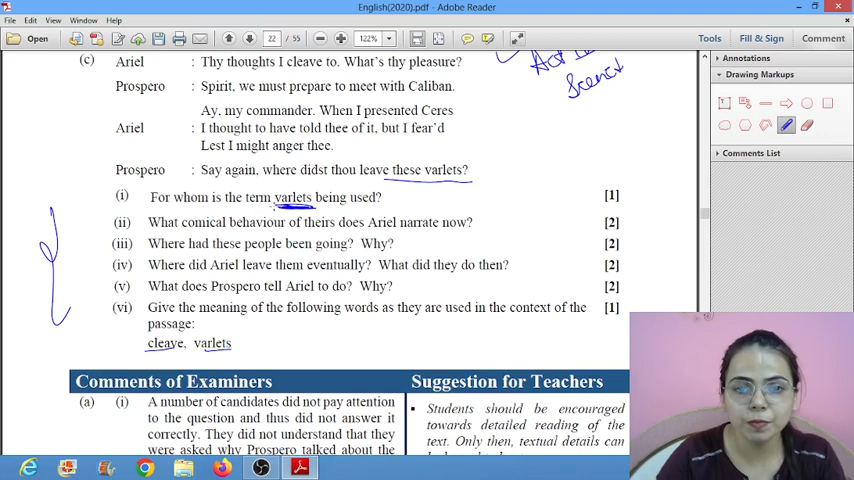 English(2020).pdf - Adobe Reader
File Edit View Window Help
Open 22 / 55 122% Tools Fill & Sign Comment
Act
Scene
(c) Ariel : Thy thoughts I cleave to. What's thy pleasure?
Prospero : Spirit, we must prepare to meet with Caliban.
Ay, my commander. When I presented Ceres
Ariel : I thought to have told thee of it, but I fear'd
Lest I might anger thee.
Prospero : Say again, where didst thou leave these varlets?
(i) For whom is the term varlets being used? [1]
(ii) What comical behaviour of theirs does Ariel narrate now? [2]
(iii) Where had these people been going? Why? [2]
(iv) Where did Ariel leave them eventually? What did they do then? [2]
(v) What does Prospero tell Ariel to do? Why? [2]
(vi) Give the meaning of the following words as they are used in the context of the [1]
passage:
cleave, varlets
Comments of Examiners Suggestion for Teachers
(a) (i) A number of candidates did not pay attention
to the question and thus did not answer it
correctly. They did not understand that they
were asked why Prospero talked about the
Students should be encouraged
towards detailed reading of the
text. Only then, textual details can
Annotations
Drawing Markups
Comments List